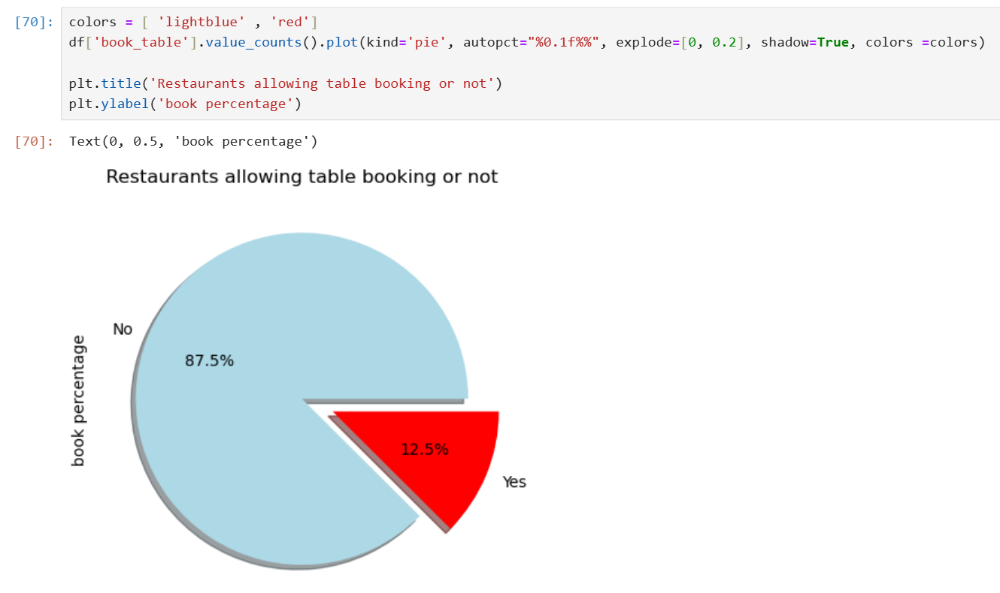 [70]: colors = [ 'lightblue' , 'red']
df['book_table'].value_counts().plot(kind='pie', autopct="%0.1f%%", explode=[0, 0.2], shadow=True, colors =colors)
plt.title('Restaurants allowing table booking or not')
plt.ylabel('book percentage')
[70]: Text(0, 0.5, 'book percentage')
Restaurants allowing table booking or not
No
87.5%
book percentage
12.5%
Yes